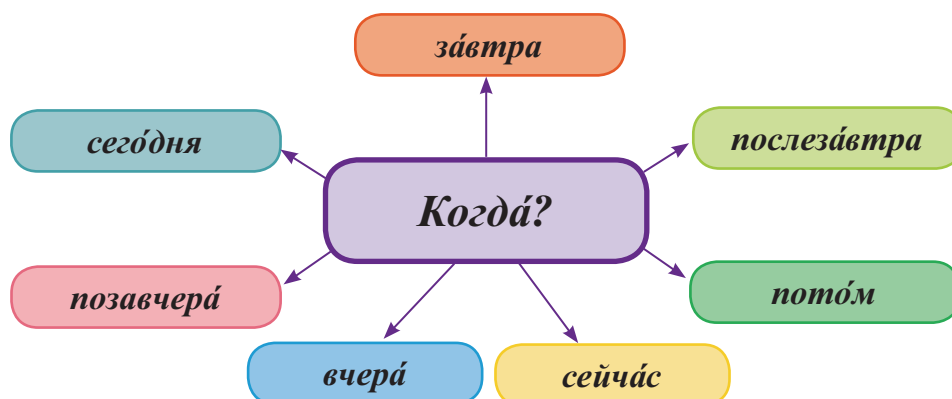 за́втра
сего́дня
послеза́втра
Когда́?
позавчера́
пото́м
вчера́
сейча́с